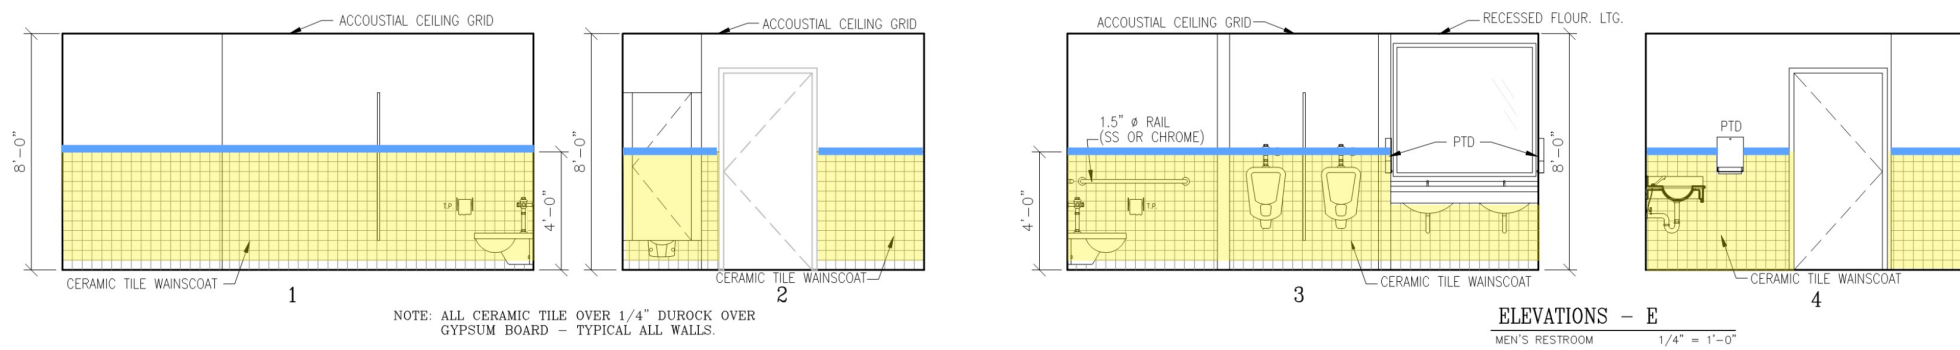 ACCOUSTIAL CEILING GRID
8'-0"
T.P.
4'-0"
CERAMIC TILE WAINSCOAT
1
ACCOUSTIAL CEILING GRID
8'-0"
CERAMIC TILE WAINSCOAT
2
NOTE: ALL CERAMIC TILE OVER 1/4" DUROCK OVER
GYPSUM BOARD – TYPICAL ALL WALLS.
ACCOUSTIAL CEILING GRID
RECESSED FLOUR. LTG.
1.5" ø RAIL
(SS OR CHROME)
PTD
8'-0"
T.P.
4'-0"
CERAMIC TILE WAINSCOAT
3
PTD
CERAMIC TILE WAINSCOAT
4
ELEVATIONS – E
MEN'S RESTROOM 1/4" = 1'-0"